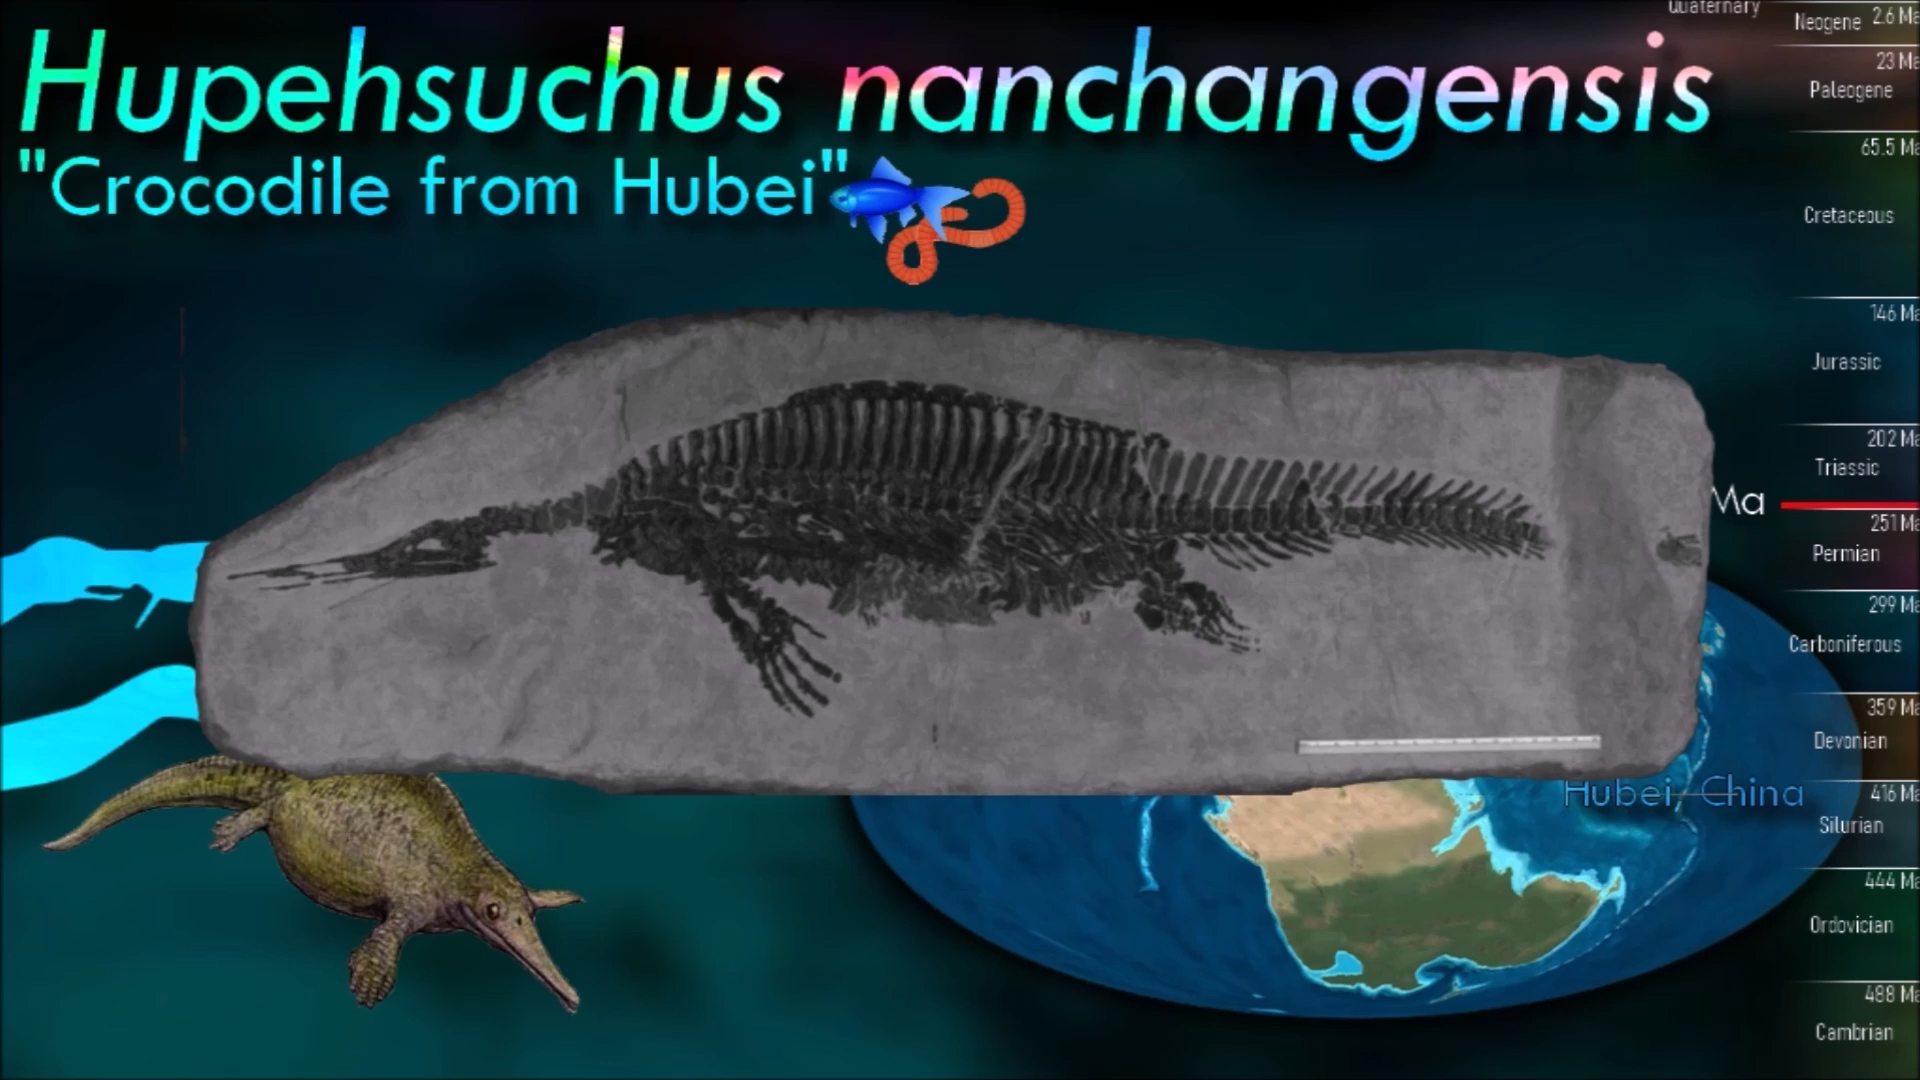 Hupehsuchus nanchangensis
"Crocodile from Hubei"
Quaternary
2.6 Ma
Neogene
23 Ma
Paleogene
65.5 Ma
Cretaceous
146 Ma
Jurassic
202 Ma
Triassic
Ma
251 Ma
Permian
299 Ma
Carboniferous
359 Ma
Devonian
Hubei, China
416 Ma
Silurian
444 Ma
Ordovician
488 Ma
Cambrian